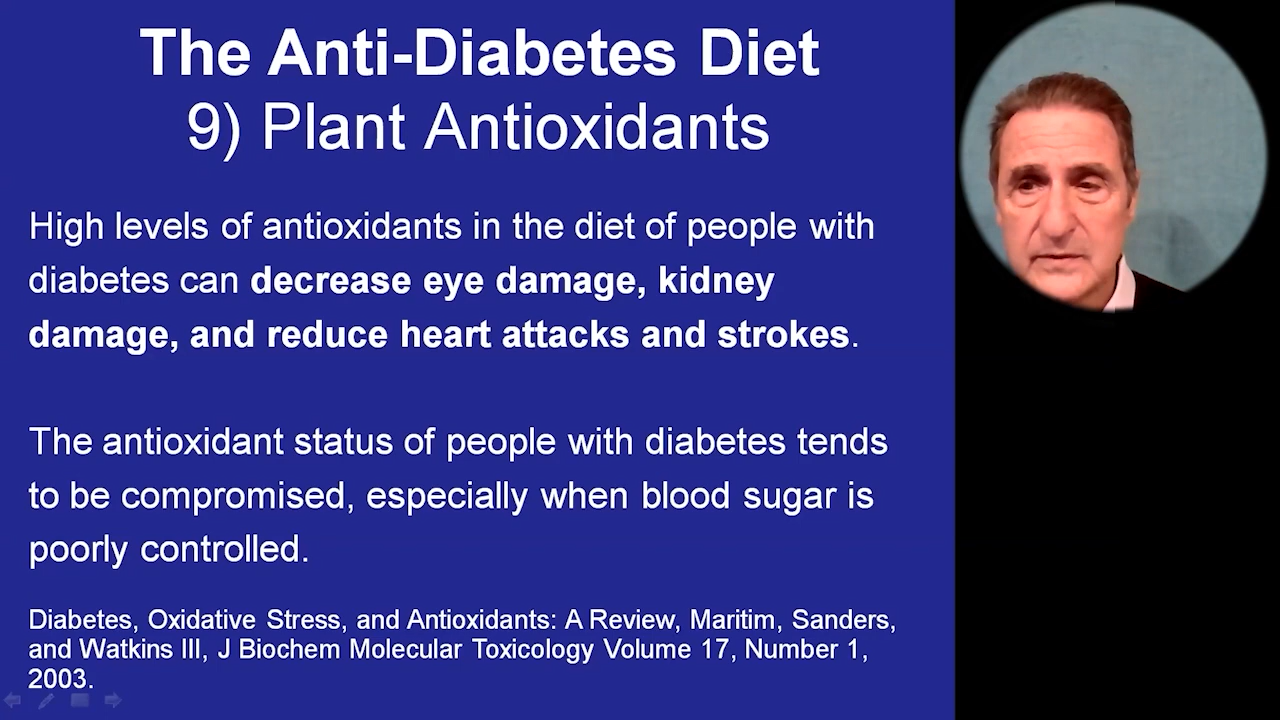 The Anti-Diabetes Diet
9) Plant Antioxidants
High levels of antioxidants in the diet of people with
diabetes can decrease eye damage, kidney
damage, and reduce heart attacks and strokes.
The antioxidant status of people with diabetes tends
to be compromised, especially when blood sugar is
poorly controlled.
Diabetes, Oxidative Stress, and Antioxidants: A Review, Maritim, Sanders,
and Watkins III, J Biochem Molecular Toxicology Volume 17, Number 1,
2003.